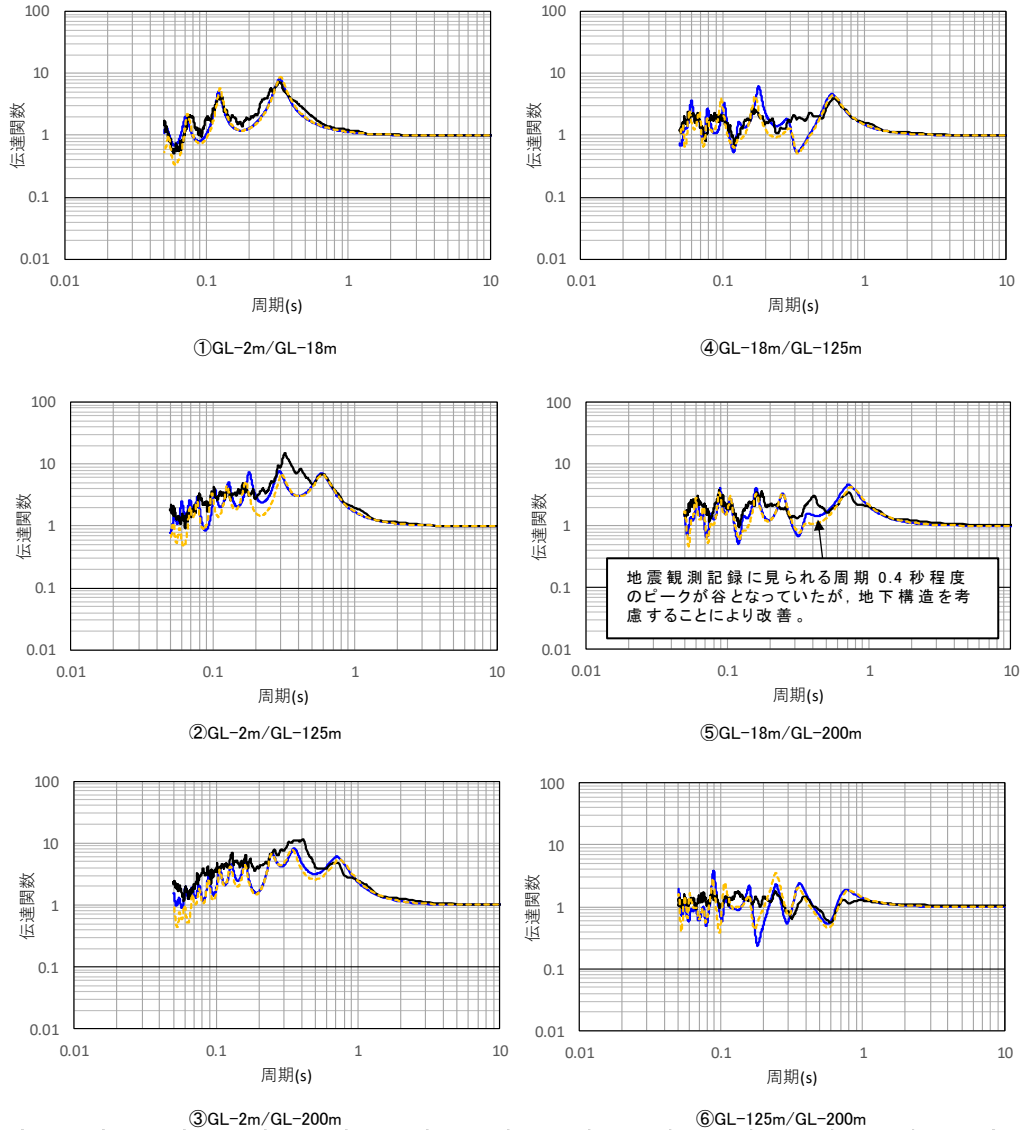 100
10
1
0.1
0.01
伝達関数
0.01
0.1
1
10
周期(s)
①GL-2m/GL-18m
100
10
1
0.1
0.01
伝達関数
0.01
0.1
1
10
周期(s)
④GL-18m/GL-125m
100
10
1
0.1
0.01
伝達関数
0.01
0.1
1
10
周期(s)
②GL-2m/GL-125m
100
10
1
0.1
0.01
伝達関数
地震観測記録に見られる周期 0.4 秒程度
のピークが谷となっていたが,地下構造を考
慮することにより改善。
0.01
0.1
1
10
周期(s)
⑤GL-18m/GL-200m
100
10
1
0.1
0.01
伝達関数
0.01
0.1
1
10
周期(s)
③GL-2m/GL-200m
100
10
1
0.1
0.01
伝達関数
0.01
0.1
1
10
周期(s)
⑥GL-125m/GL-200m